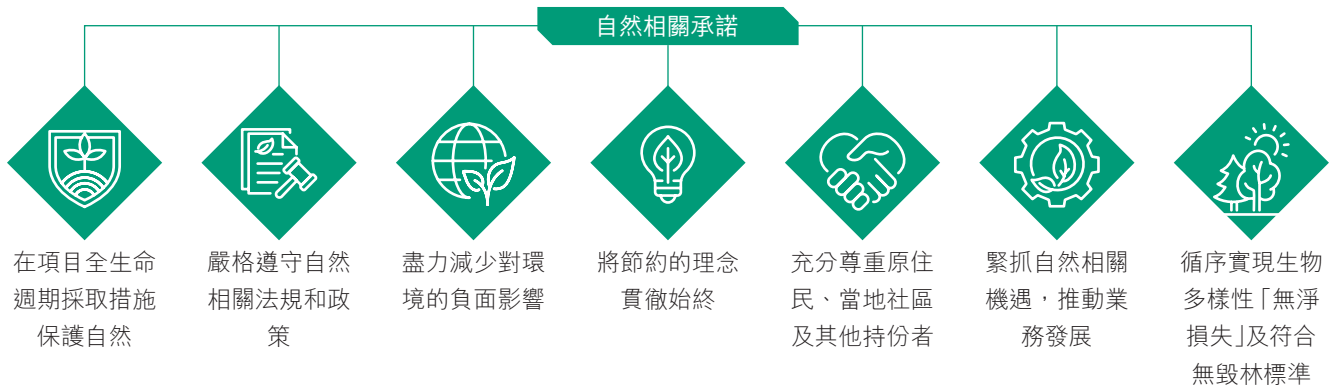 自然相關承諾
在項目全生命
週期採取措施
保護自然
嚴格遵守自然
相關法規和政
策
盡力減少對環
境的負面影響
將節約的理念
貫徹始終
充分尊重原住
民、當地社區
及其他持份者
緊抓自然相關
機遇，推動業
務發展
循序實現生物
多樣性「無淨
損失」及符合
無毀林標準